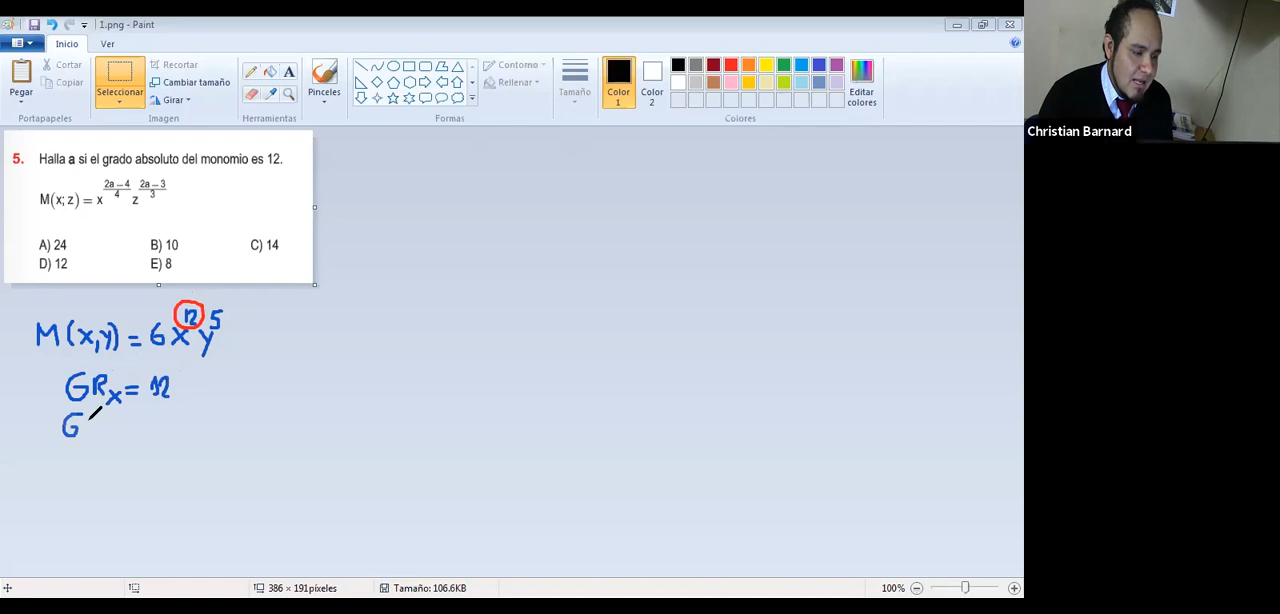 1.png - Paint
Inicio
Ver
Pegar
Cortar
Copiar
Portapapeles
Seleccionar
Recortar
Cambiar tamaño
Girar
Imagen
A
Herramientas
Pinceles
Contorno
Rellenar
Formas
Tamaño
Color 1
Color 2
Editar colores
Colores
Christian Barnard
5. Halla a si el grado absoluto del monomio es 12.
M(x; z) = x^((2a – 4)/4) z^((2a – 3)/3)
A) 24 B) 10 C) 14
D) 12 E) 8
M(x,y) = 6x^12 y^5
GRx = 12
G
386 × 191píxeles
Tamaño: 106.6KB
100%